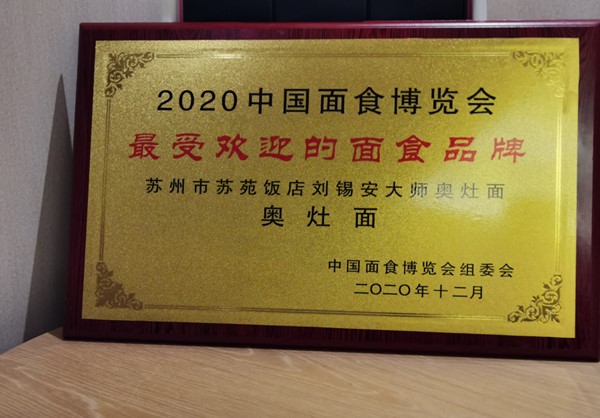 2020中国面食博览会
最受欢迎的面食品牌
苏州市苏苑饭店刘锡安大师奥灶面
奥灶面
中国面食博览会组委会
二〇二〇年十二月